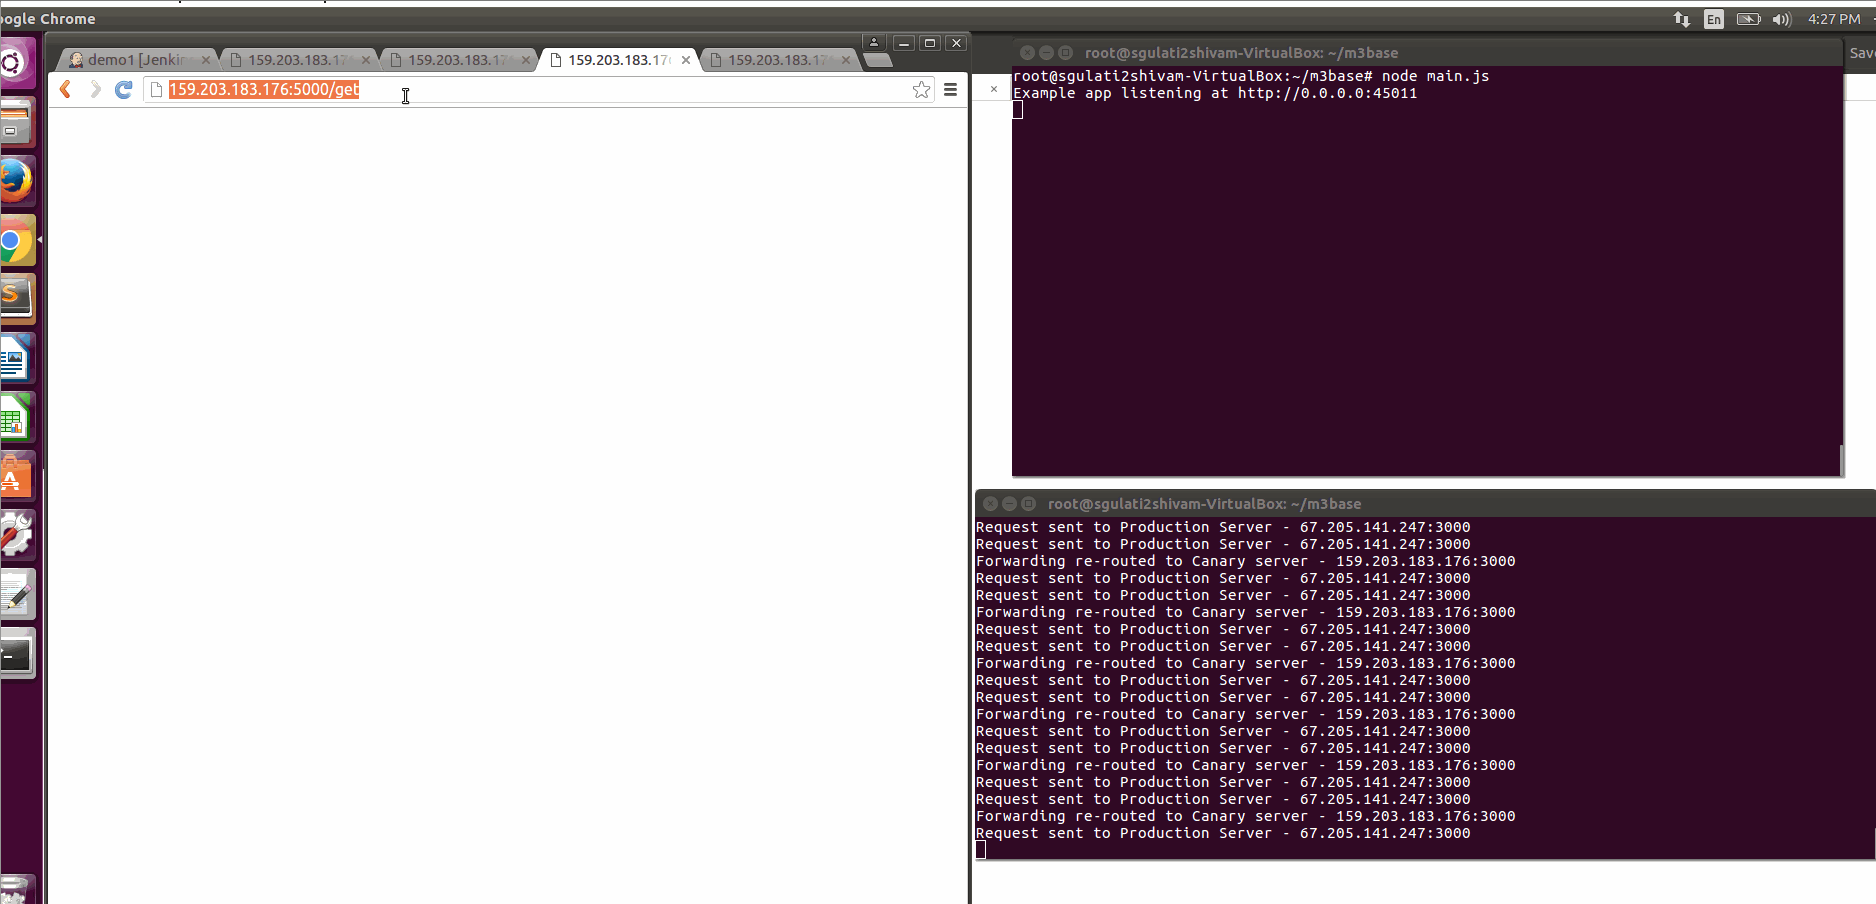 ogle Chrome
En
4:27 PM
demo1 [Jenkin
159.203.183.17
159.203.183.17
159.203.183.17
159.203.183.17
159.203.183.176:5000/get
root@sgulati2shivam-VirtualBox: ~/m3base
Save
root@sgulati2shivam-VirtualBox:~/m3base# node main.js
Example app listening at http://0.0.0.0:45011
root@sgulati2shivam-VirtualBox: ~/m3base
Request sent to Production Server - 67.205.141.247:3000
Request sent to Production Server - 67.205.141.247:3000
Forwarding re-routed to Canary server - 159.203.183.176:3000
Request sent to Production Server - 67.205.141.247:3000
Request sent to Production Server - 67.205.141.247:3000
Forwarding re-routed to Canary server - 159.203.183.176:3000
Request sent to Production Server - 67.205.141.247:3000
Request sent to Production Server - 67.205.141.247:3000
Forwarding re-routed to Canary server - 159.203.183.176:3000
Request sent to Production Server - 67.205.141.247:3000
Request sent to Production Server - 67.205.141.247:3000
Forwarding re-routed to Canary server - 159.203.183.176:3000
Request sent to Production Server - 67.205.141.247:3000
Request sent to Production Server - 67.205.141.247:3000
Forwarding re-routed to Canary server - 159.203.183.176:3000
Request sent to Production Server - 67.205.141.247:3000
Request sent to Production Server - 67.205.141.247:3000
Forwarding re-routed to Canary server - 159.203.183.176:3000
Request sent to Production Server - 67.205.141.247:3000